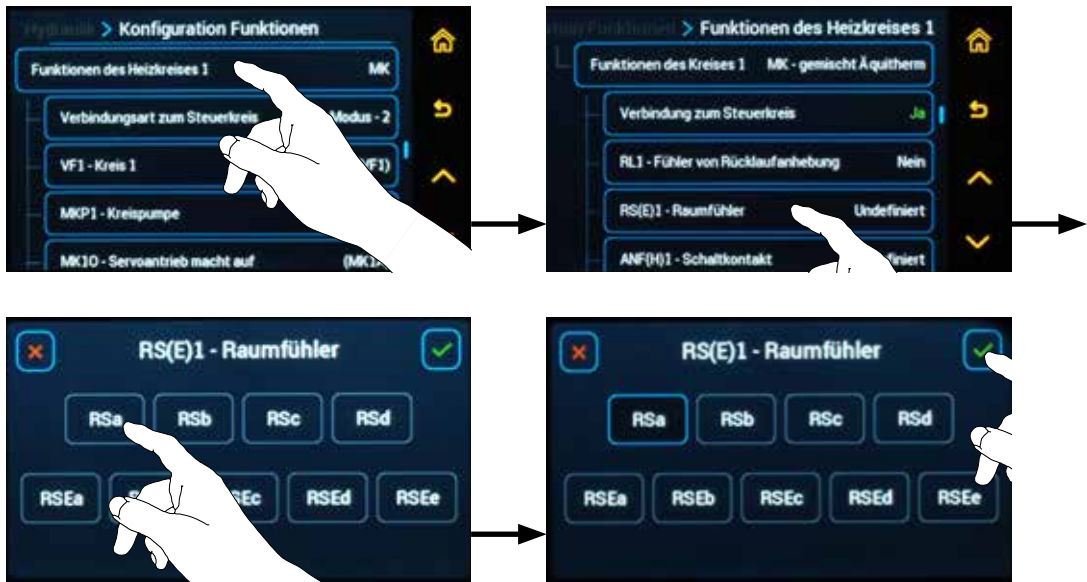 > Konfiguration Funktionen
Funktionen des Heizkreises 1 MK
Verbindungsart zum Steuerkreis Modus - 2
VF1 - Kreis 1
MKP1 - Kreispumpe
MK1O - Servoantrieb macht auf
> Funktionen des Heizkreises 1
Funktionen des Kreises 1 MK - gemischt Äquitherm
Verbindung zum Steuerkreis Ja
RL1 - Fühler von Rücklaufanhebung Nein
RS(E)1 - Raumfühler Undefiniert
ANF(H)1 - Schaltkontakt
RS(E)1 - Raumfühler
RSa RSb RSc RSd
RSEa RSEd RSEe
RS(E)1 - Raumfühler
RSa RSb RSc RSd
RSEa RSEb RSEc RSEd RSEe